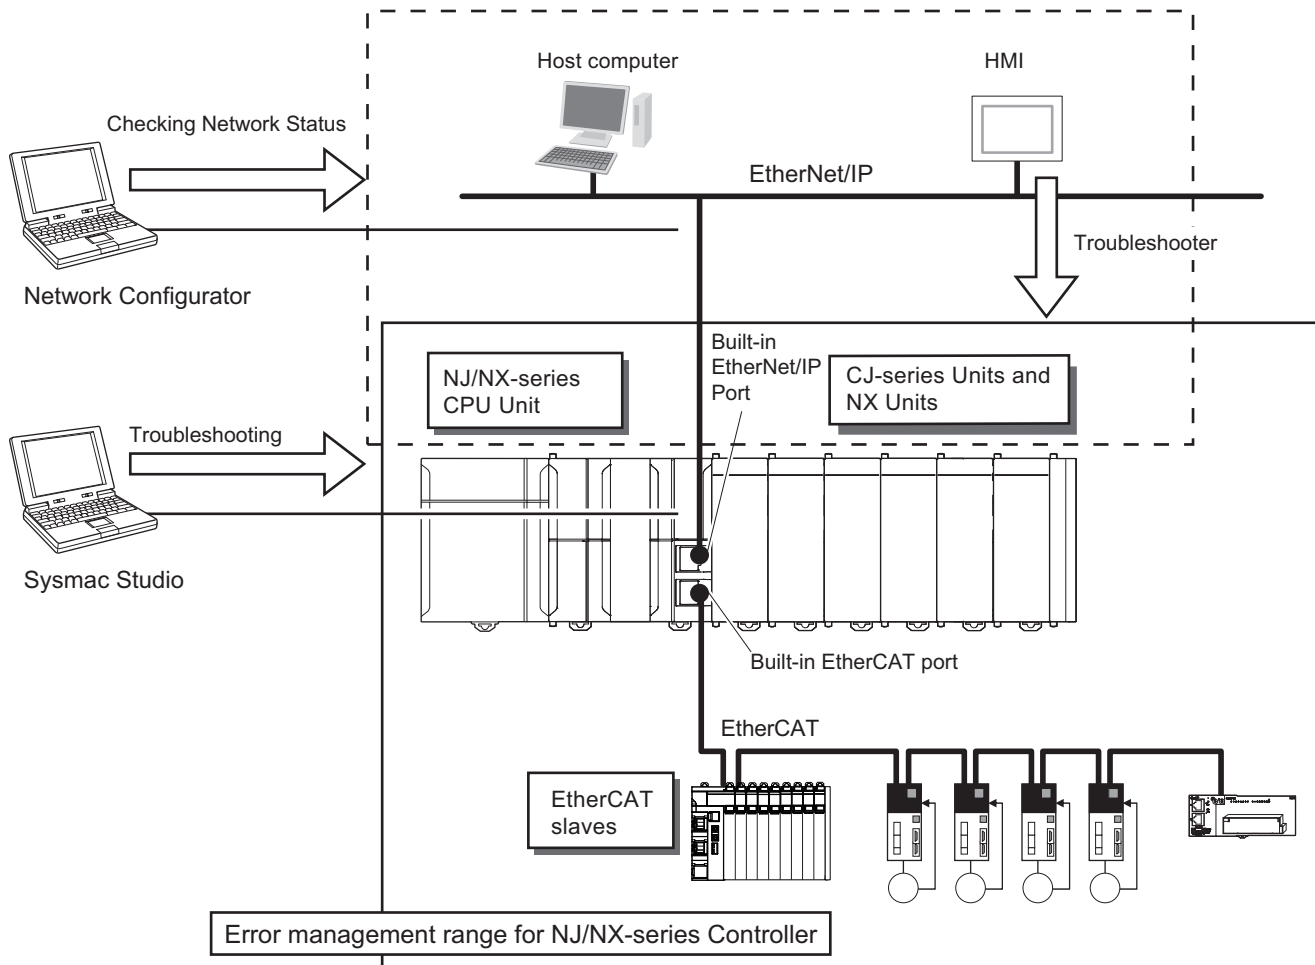 Host computer
HMI
Checking Network Status
EtherNet/IP
Troubleshooter
Network Configurator
Built-in
EtherNet/IP
Port
NJ/NX-series
CPU Unit
CJ-series Units and
NX Units
Troubleshooting
Sysmac Studio
Built-in EtherCAT port
EtherCAT
EtherCAT
slaves
Error management range for NJ/NX-series Controller